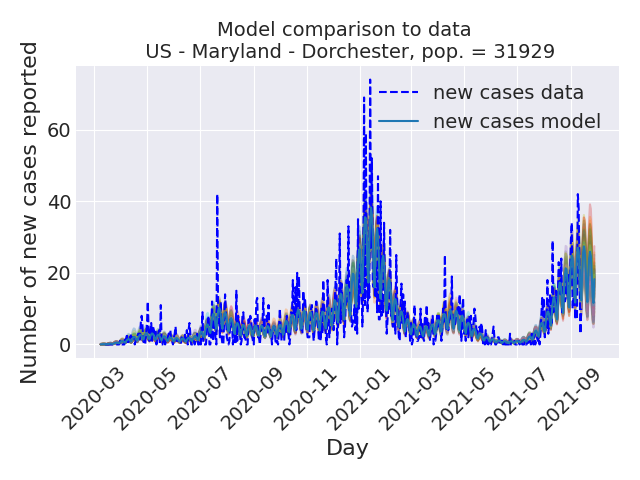 Model comparison to data
US - Maryland - Dorchester, pop. = 31929
new cases data
new cases model
Number of new cases reported
60
40
20
0
2020-03
2020-05
2020-07
2020-09
2020-11
2021-01
2021-03
2021-05
2021-07
2021-09
Day